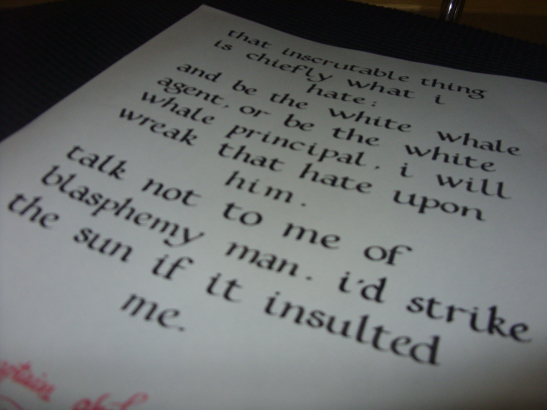 that inscrutable thing
is chiefly what i
hate;
and be the white whale
agent, or be the white
whale principal, i will
wreak that hate upon
him.
talk not to me of
blasphemy man. i'd strike
the sun if it insulted
me.